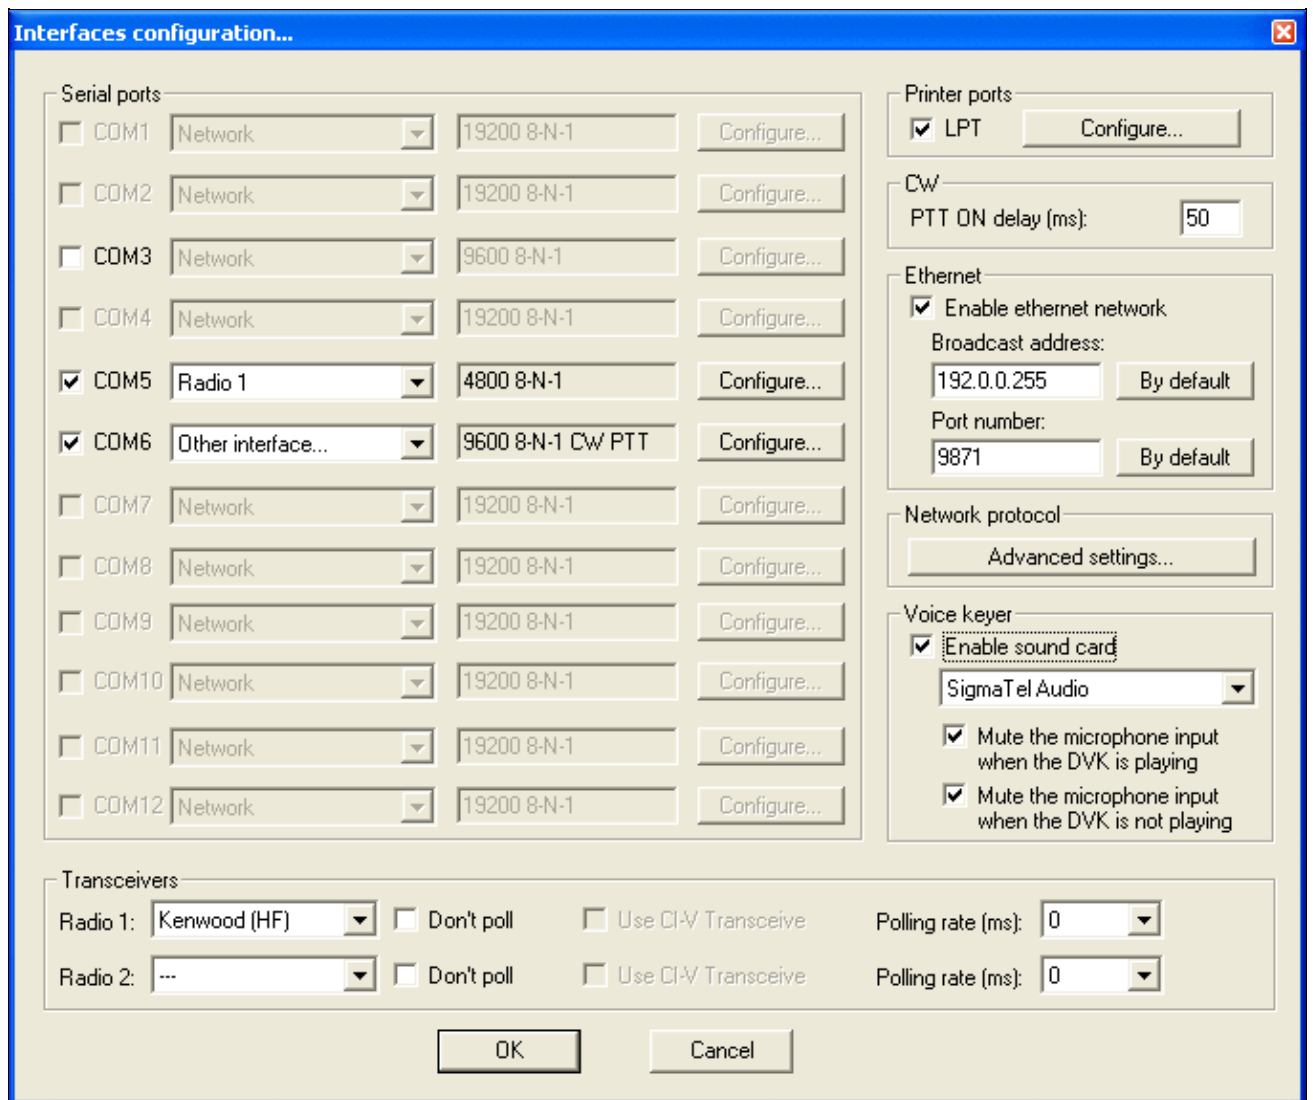 Interfaces configuration...
Serial ports
COM1 Network 19200 8-N-1 Configure...
COM2 Network 19200 8-N-1 Configure...
COM3 Network 9600 8-N-1 Configure...
COM4 Network 19200 8-N-1 Configure...
COM5 Radio 1 4800 8-N-1 Configure...
COM6 Other interface... 9600 8-N-1 CW PTT Configure...
COM7 Network 19200 8-N-1 Configure...
COM8 Network 19200 8-N-1 Configure...
COM9 Network 19200 8-N-1 Configure...
COM10 Network 19200 8-N-1 Configure...
COM11 Network 19200 8-N-1 Configure...
COM12 Network 19200 8-N-1 Configure...
Printer ports
LPT Configure...
CW
PTT ON delay (ms): 50
Ethernet
Enable ethernet network
Broadcast address:
192.0.0.255 By default
Port number:
9871 By default
Network protocol
Advanced settings...
Voice keyer
Enable sound card
SigmaTel Audio
Mute the microphone input
when the DVK is playing
Mute the microphone input
when the DVK is not playing
Transceivers
Radio 1: Kenwood (HF) Don't poll Use CI-V Transceive Polling rate (ms): 0
Radio 2: --- Don't poll Use CI-V Transceive Polling rate (ms): 0
OK Cancel